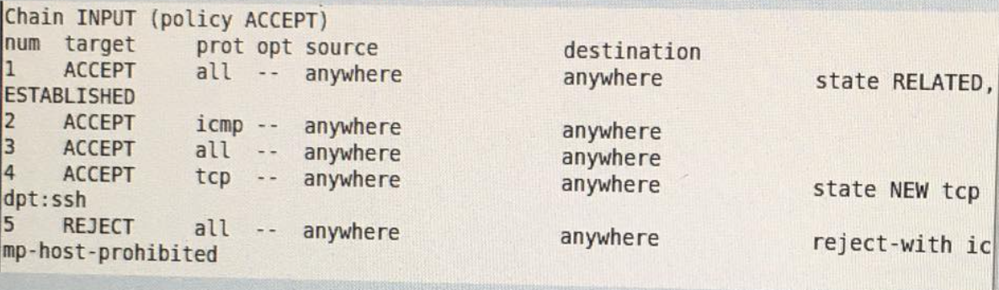 Chain INPUT (policy ACCEPT)
num target prot opt source destination
1 ACCEPT all -- anywhere anywhere state RELATED,
ESTABLISHED
2 ACCEPT icmp -- anywhere anywhere
3 ACCEPT all -- anywhere anywhere
4 ACCEPT tcp -- anywhere anywhere state NEW tcp
dpt:ssh
5 REJECT all -- anywhere anywhere reject-with ic
mp-host-prohibited